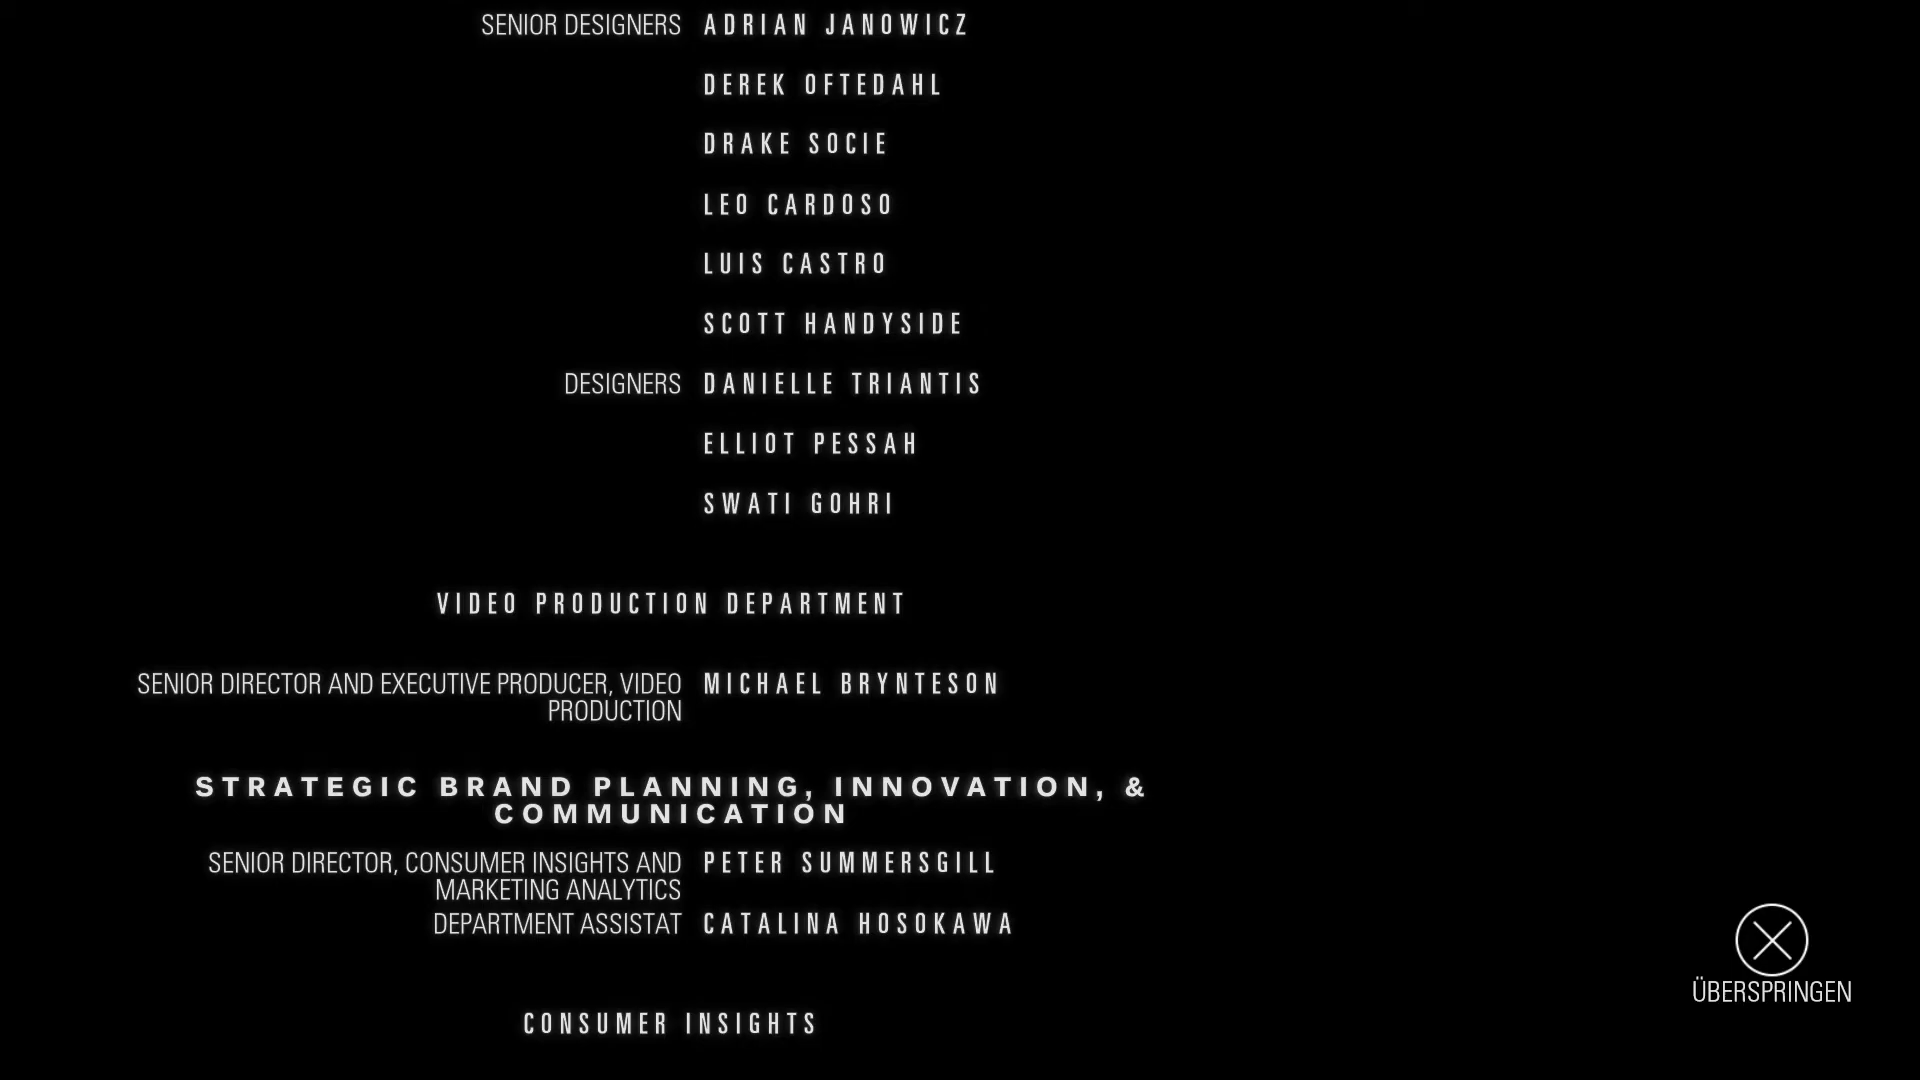 SENIOR DESIGNERS ADRIAN JANOWICZ
DEREK OFTEDAHL
DRAKE SOCIE
LEO CARDOSO
LUIS CASTRO
SCOTT HANDYSIDE
DESIGNERS DANIELLE TRIANTIS
ELLIOT PESSAH
SWATI GOHRI
VIDEO PRODUCTION DEPARTMENT
SENIOR DIRECTOR AND EXECUTIVE PRODUCER, VIDEO MICHAEL BRYNTESON
PRODUCTION
STRATEGIC BRAND PLANNING, INNOVATION, &
COMMUNICATION
SENIOR DIRECTOR, CONSUMER INSIGHTS AND PETER SUMMERSGILL
MARKETING ANALYTICS
DEPARTMENT ASSISTAT CATALINA HOSOKAWA
CONSUMER INSIGHTS
ÜBERSPRINGEN